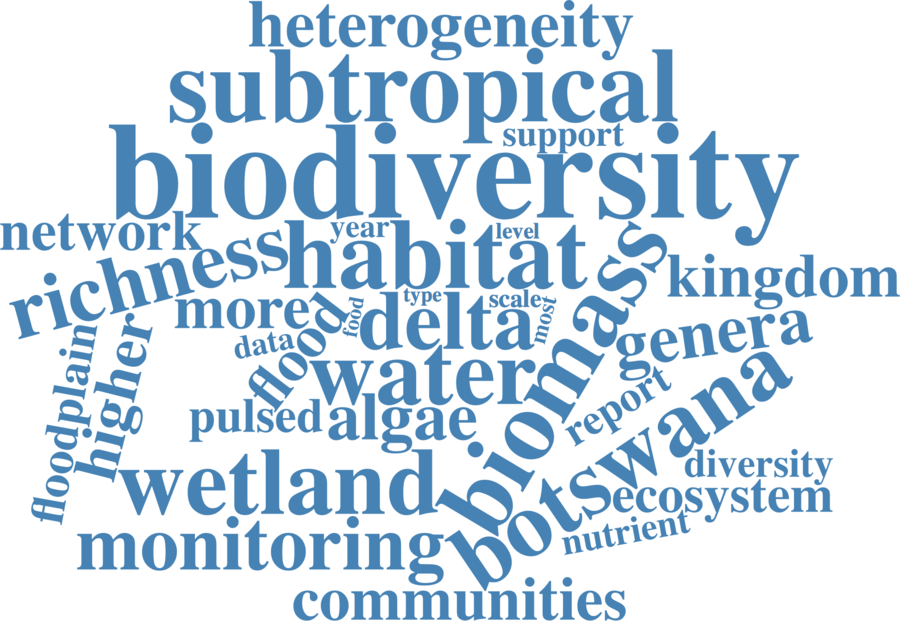 heterogeneity
subtropical
support
biodiversity
network
year
level
habitat
richness
kingdom
more
type
scale
food
most
delta
flood
data
genera
water
biomass
floodplain
higher
pulsed
algae
report
botswana
diversity
wetland
ecosystem
nutrient
monitoring
communities